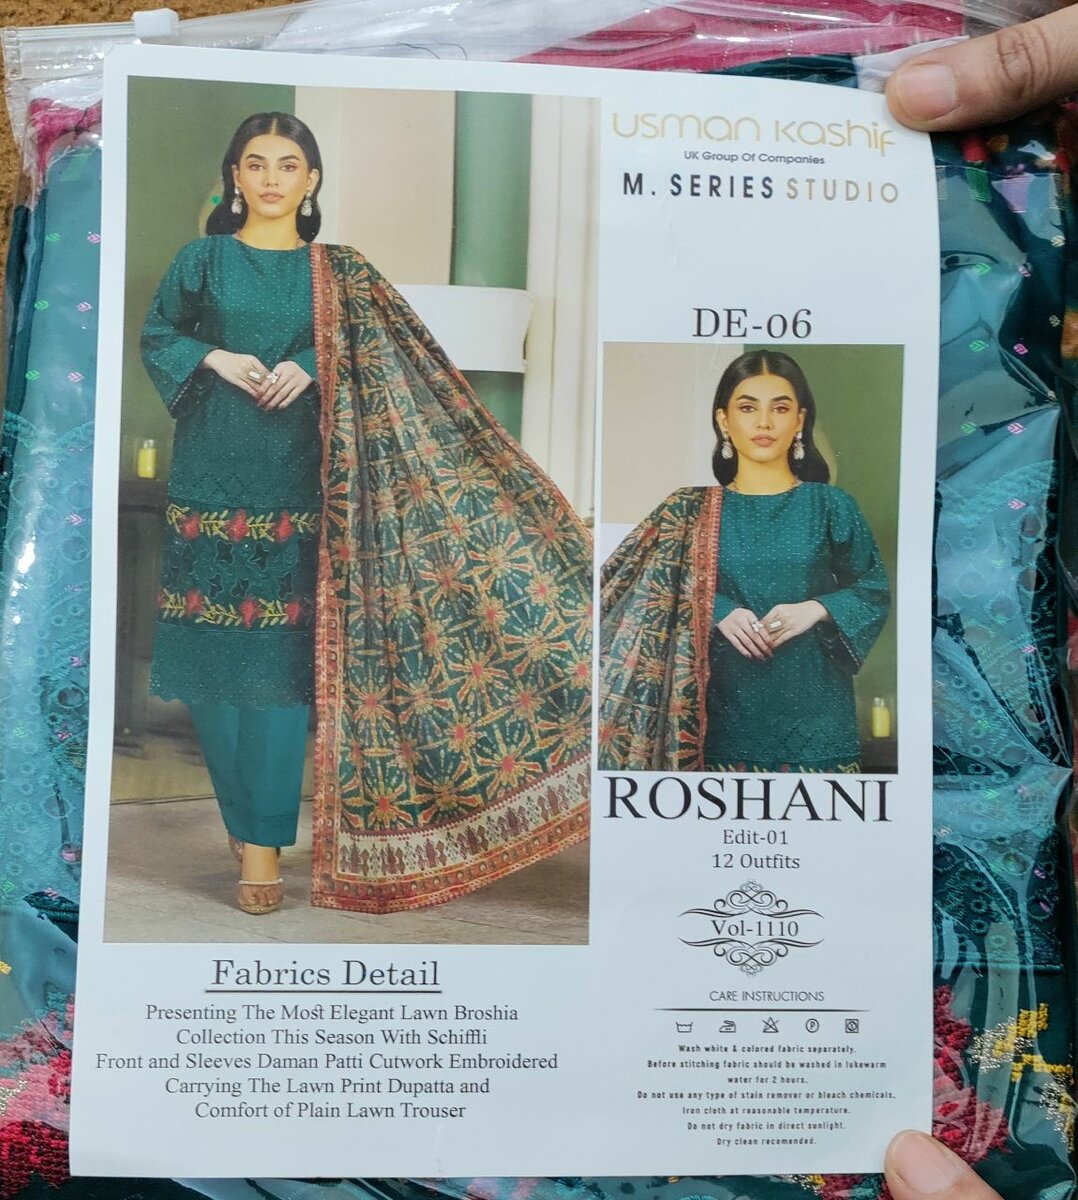 usman kashif
UK Group Of Companies
M. SERIES STUDIO
DE-06
ROSHANI
Edit-01
12 Outfits
Vol-1110
Fabrics Detail
Presenting The Most Elegant Lawn Broshia
Collection This Season With Schiffli
Front and Sleeves Daman Patti Cutwork Embroidered
Carrying The Lawn Print Dupatta and
Comfort of Plain Lawn Trouser
CARE INSTRUCTIONS
Wash white & colored fabric separately.
Before stitching fabric should be washed in lukewarm
water for 2 hours.
Do not use any type of stain remover or bleach chemicals.
Iron cloth at reasonable temperature.
Do not dry fabric in direct sunlight.
Dry clean recomended.